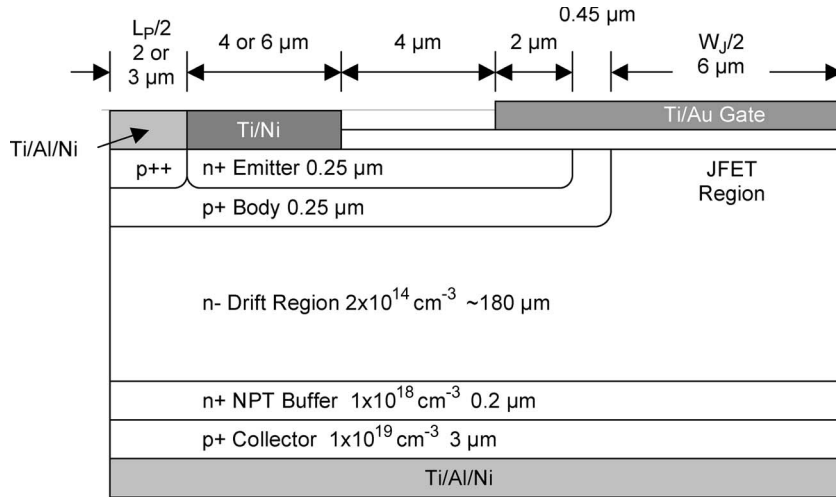 0.45 µm
L_P/2
2 or
3 µm
4 or 6 µm
4 µm
2 µm
W_J/2
6 µm
Ti/Al/Ni
Ti/Ni
Ti/Au Gate
p++
n+ Emitter 0.25 µm
JFET
Region
p+ Body 0.25 µm
n- Drift Region 2x10^14 cm^-3 ~180 µm
n+ NPT Buffer 1x10^18 cm^-3 0.2 µm
p+ Collector 1x10^19 cm^-3 3 µm
Ti/Al/Ni